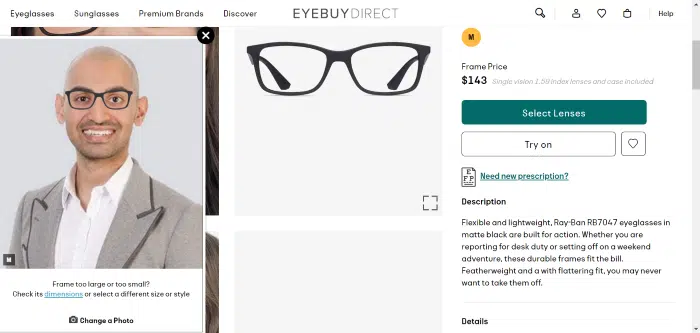 Eyeglasses Sunglasses Premium Brands Discover EYEBUYDIRECT Help
M
Frame Price
$143 Single vision 1.59 index lenses and case included
Select Lenses
Try on
Need new prescription?
Description
Flexible and lightweight, Ray-Ban RB7047 eyeglasses in
matte black are built for action. Whether you are
reporting for desk duty or setting off on a weekend
adventure, these durable frames fit the bill.
Featherweight and a with flattering fit, you may never
want to take them off.
Details
M
Frame too large or too small?
Check its dimensions or select a different size or style
Change a Photo